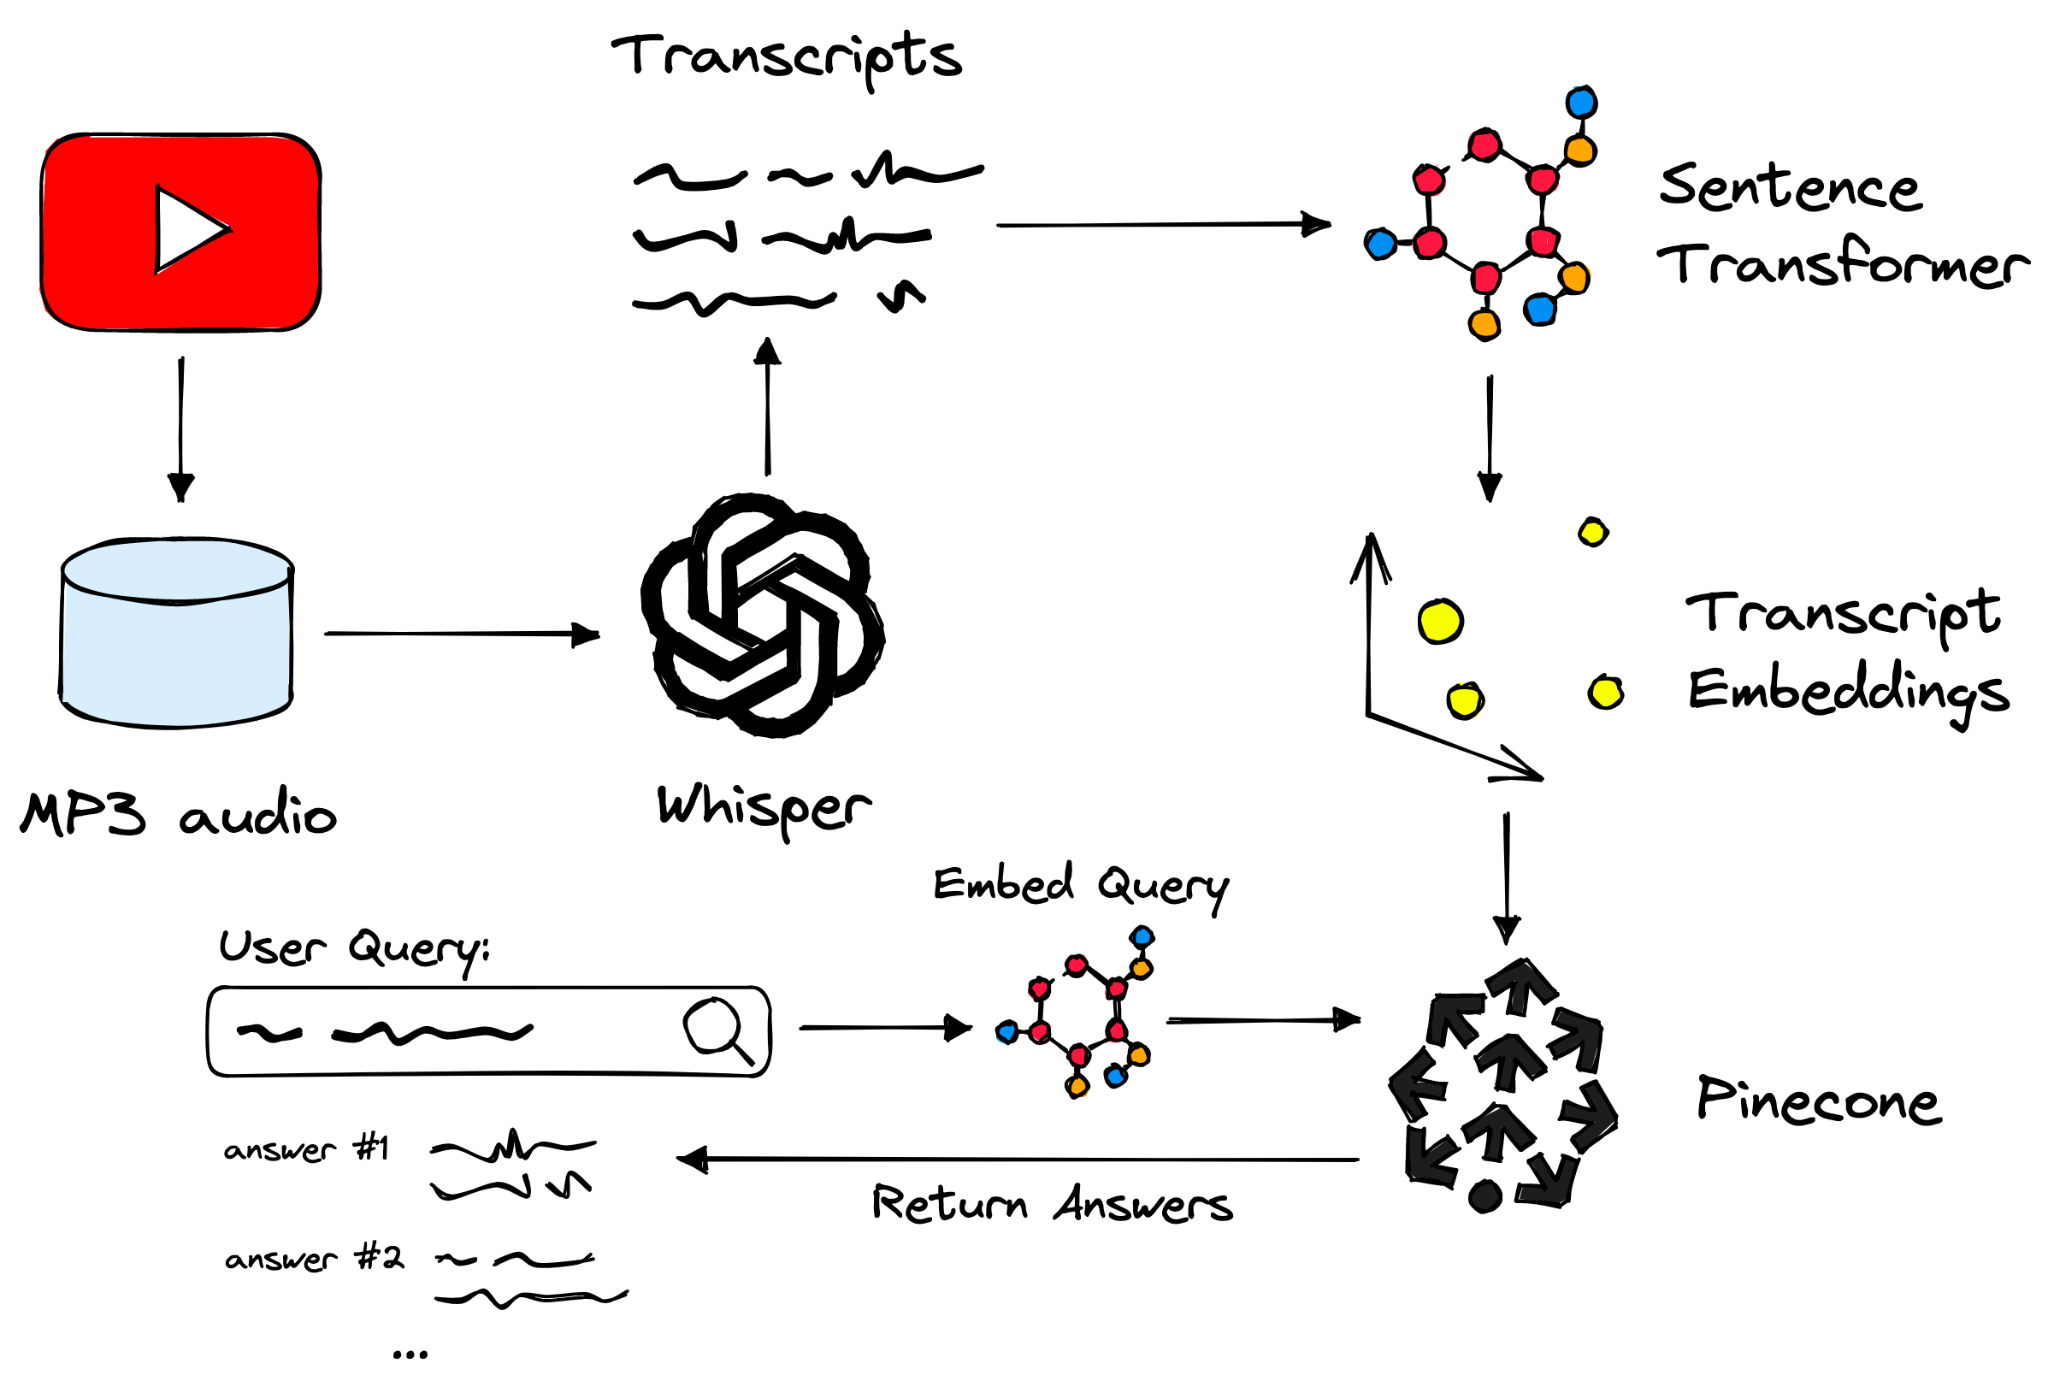 Transcripts
Sentence
Transformer
MP3 audio
Whisper
Transcript
Embeddings
Embed Query
User Query:
Pinecone
answer #1
Return Answers
answer #2
...